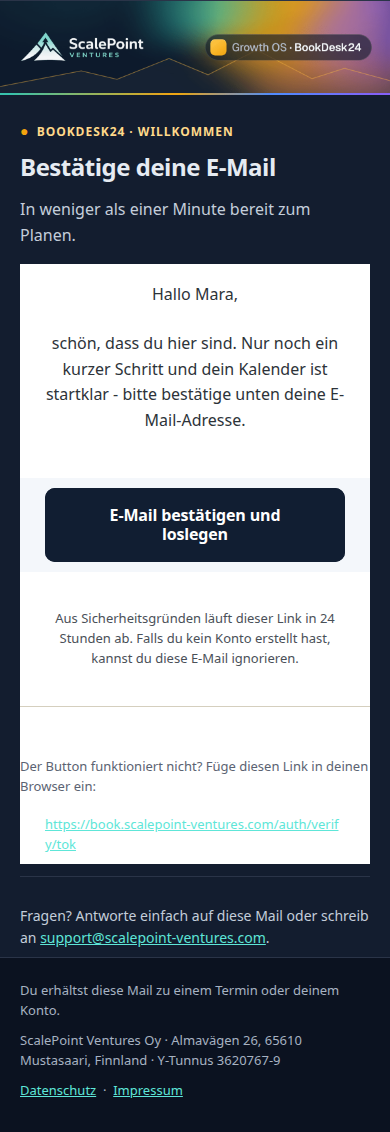 ScalePoint
VENTURES
Growth OS · BookDesk24
BOOKDESK24 · WILLKOMMEN
Bestätige deine E-Mail
In weniger als einer Minute bereit zum
Planen.
Hallo Mara,
schön, dass du hier sind. Nur noch ein
kurzer Schritt und dein Kalender ist
startklar - bitte bestätige unten deine E-
Mail-Adresse.
E-Mail bestätigen und
loslegen
Aus Sicherheitsgründen läuft dieser Link in 24
Stunden ab. Falls du kein Konto erstellt hast,
kannst du diese E-Mail ignorieren.
Der Button funktioniert nicht? Füge diesen Link in deinen
Browser ein:
https://book.scalepoint-ventures.com/auth/verif
y/tok
Fragen? Antworte einfach auf diese Mail oder schreib
an support@scalepoint-ventures.com.
Du erhältst diese Mail zu einem Termin oder deinem
Konto.
ScalePoint Ventures Oy · Almavägen 26, 65610
Mustasaari, Finnland · Y-Tunnus 3620767-9
Datenschutz · Impressum